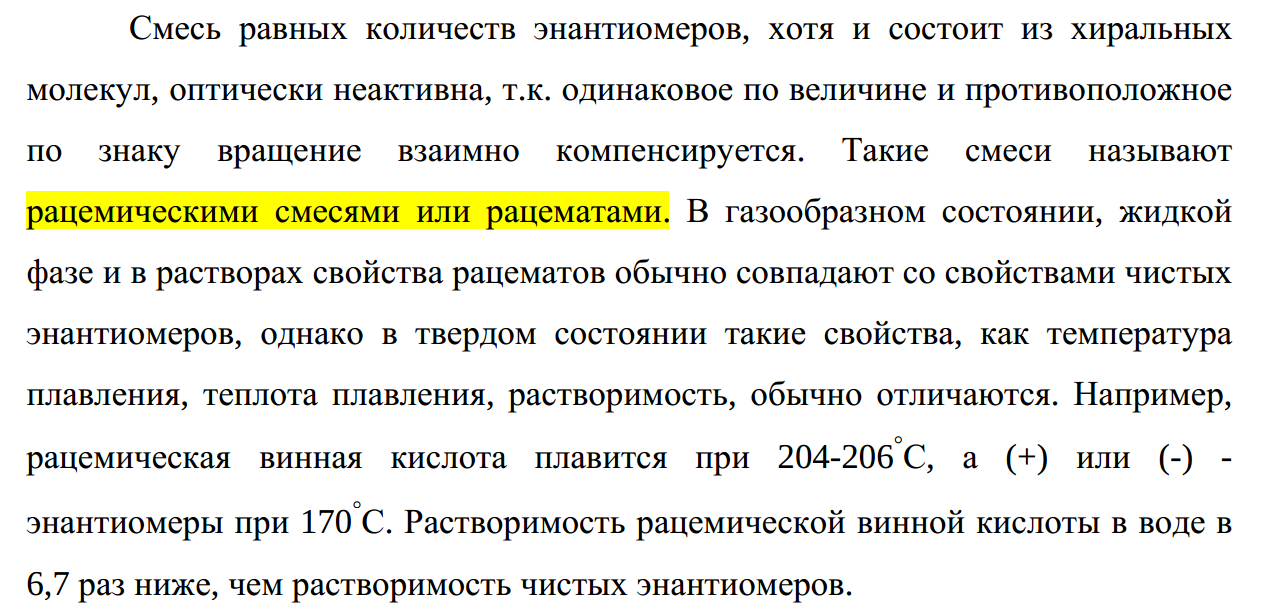 Смесь равных количеств энантиомеров, хотя и состоит из хиральных
молекул, оптически неактивна, т.к. одинаковое по величине и противоположное
по знаку вращение взаимно компенсируется. Такие смеси называют
рацемическими смесями или рацематами. В газообразном состоянии, жидкой
фазе и в растворах свойства рацематов обычно совпадают со свойствами чистых
энантиомеров, однако в твердом состоянии такие свойства, как температура
плавления, теплота плавления, растворимость, обычно отличаются. Например,
рацемическая винная кислота плавится при 204-206°С, а (+) или (-) -
энантиомеры при 170°С. Растворимость рацемической винной кислоты в воде в
6,7 раз ниже, чем растворимость чистых энантиомеров.